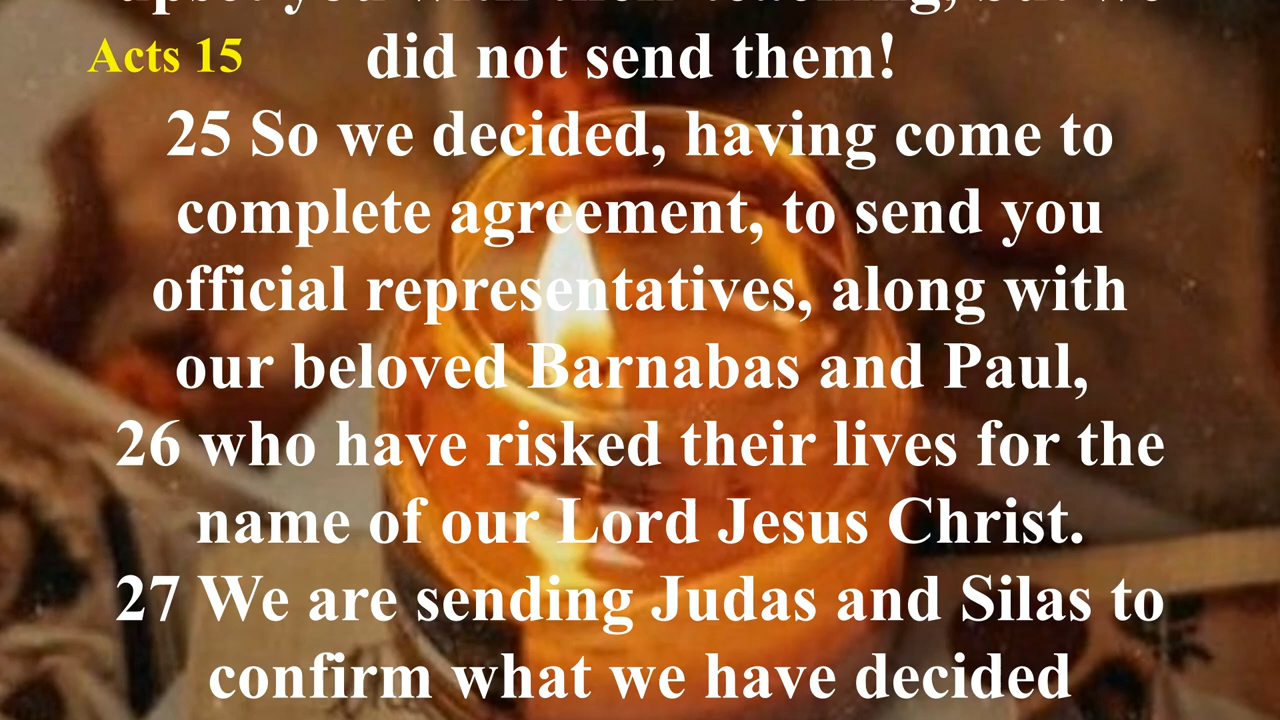 Acts 15
did not send them!
25 So we decided, having come to
complete agreement, to send you
official representatives, along with
our beloved Barnabas and Paul,
26 who have risked their lives for the
name of our Lord Jesus Christ.
27 We are sending Judas and Silas to
confirm what we have decided